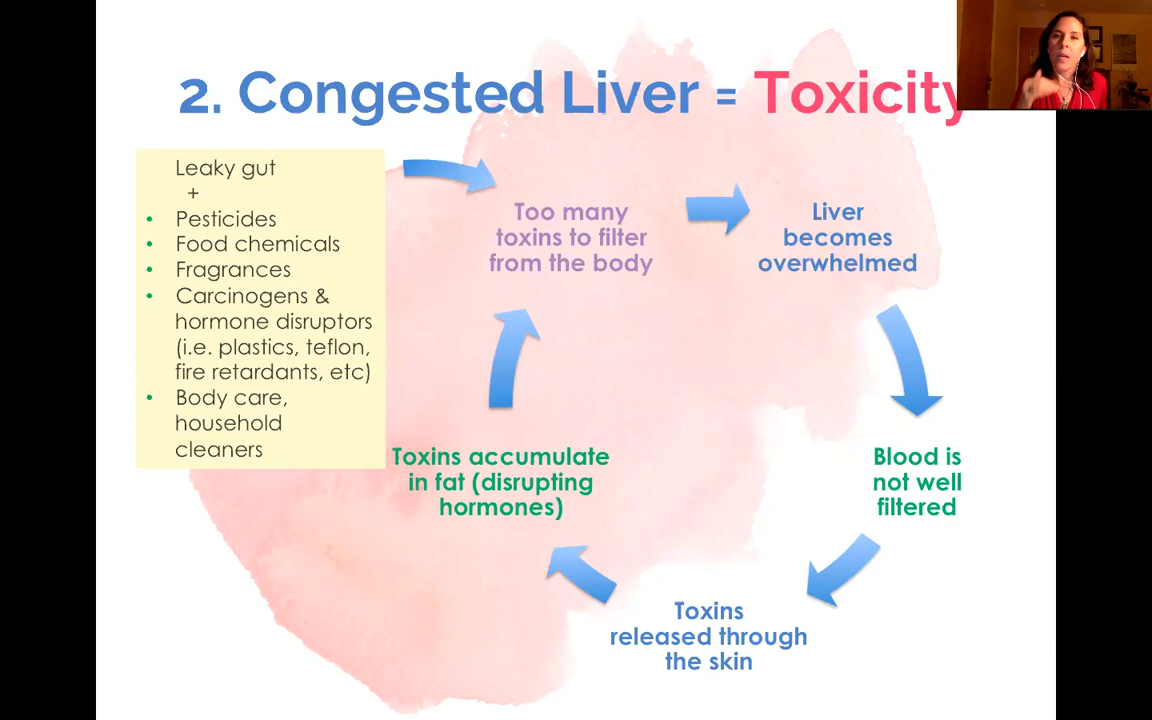 2. Congested Liver = Toxicity
Leaky gut
+
• Pesticides
• Food chemicals
• Fragrances
• Carcinogens &
hormone disruptors
(i.e. plastics, teflon,
fire retardants, etc)
• Body care,
household
cleaners
Too many
toxins to filter
from the body
Liver
becomes
overwhelmed
Blood is
not well
filtered
Toxins
released through
the skin
Toxins accumulate
in fat (disrupting
hormones)